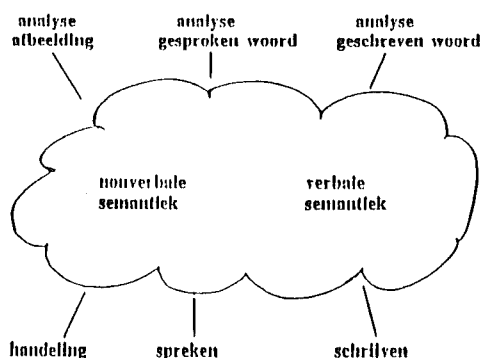 analyse analyse analyse
afbeelding gesproken woord geschreven woord
nonverbale verbale
semantiek semantiek
handeling spreken schrijven